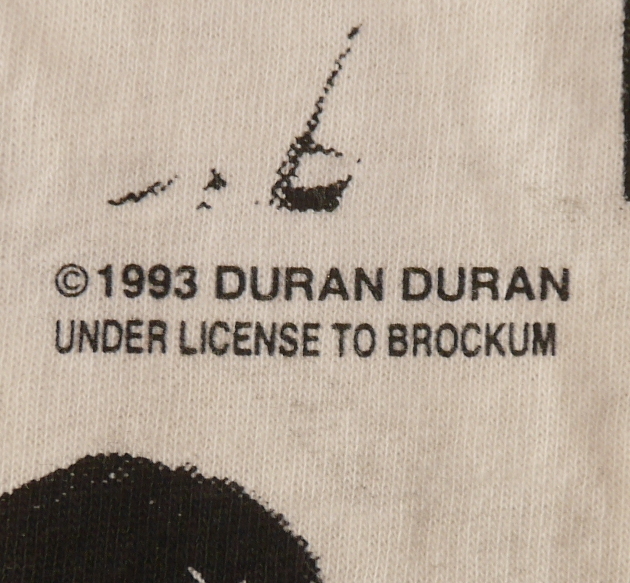 ©1993 DURAN DURAN
UNDER LICENSE TO BROCKUM